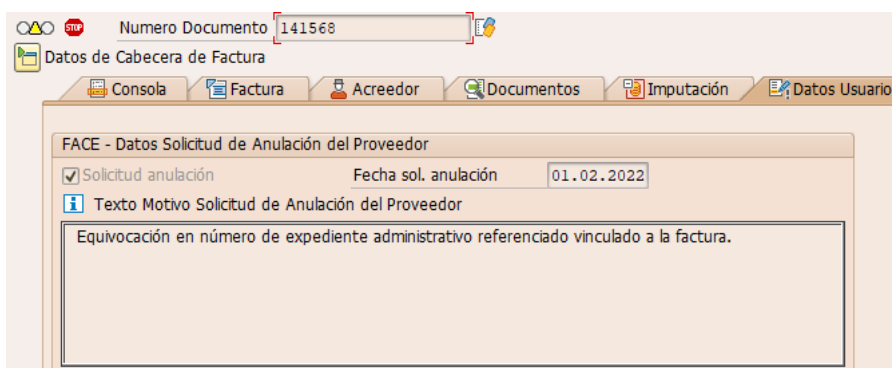 STOP Numero Documento 141568
Datos de Cabecera de Factura
Consola Factura Acreedor Documentos Imputación Datos Usuario
FACE - Datos Solicitud de Anulación del Proveedor
Solicitud anulación Fecha sol. anulación 01.02.2022
i Texto Motivo Solicitud de Anulación del Proveedor
Equivocación en número de expediente administrativo referenciado vinculado a la factura.